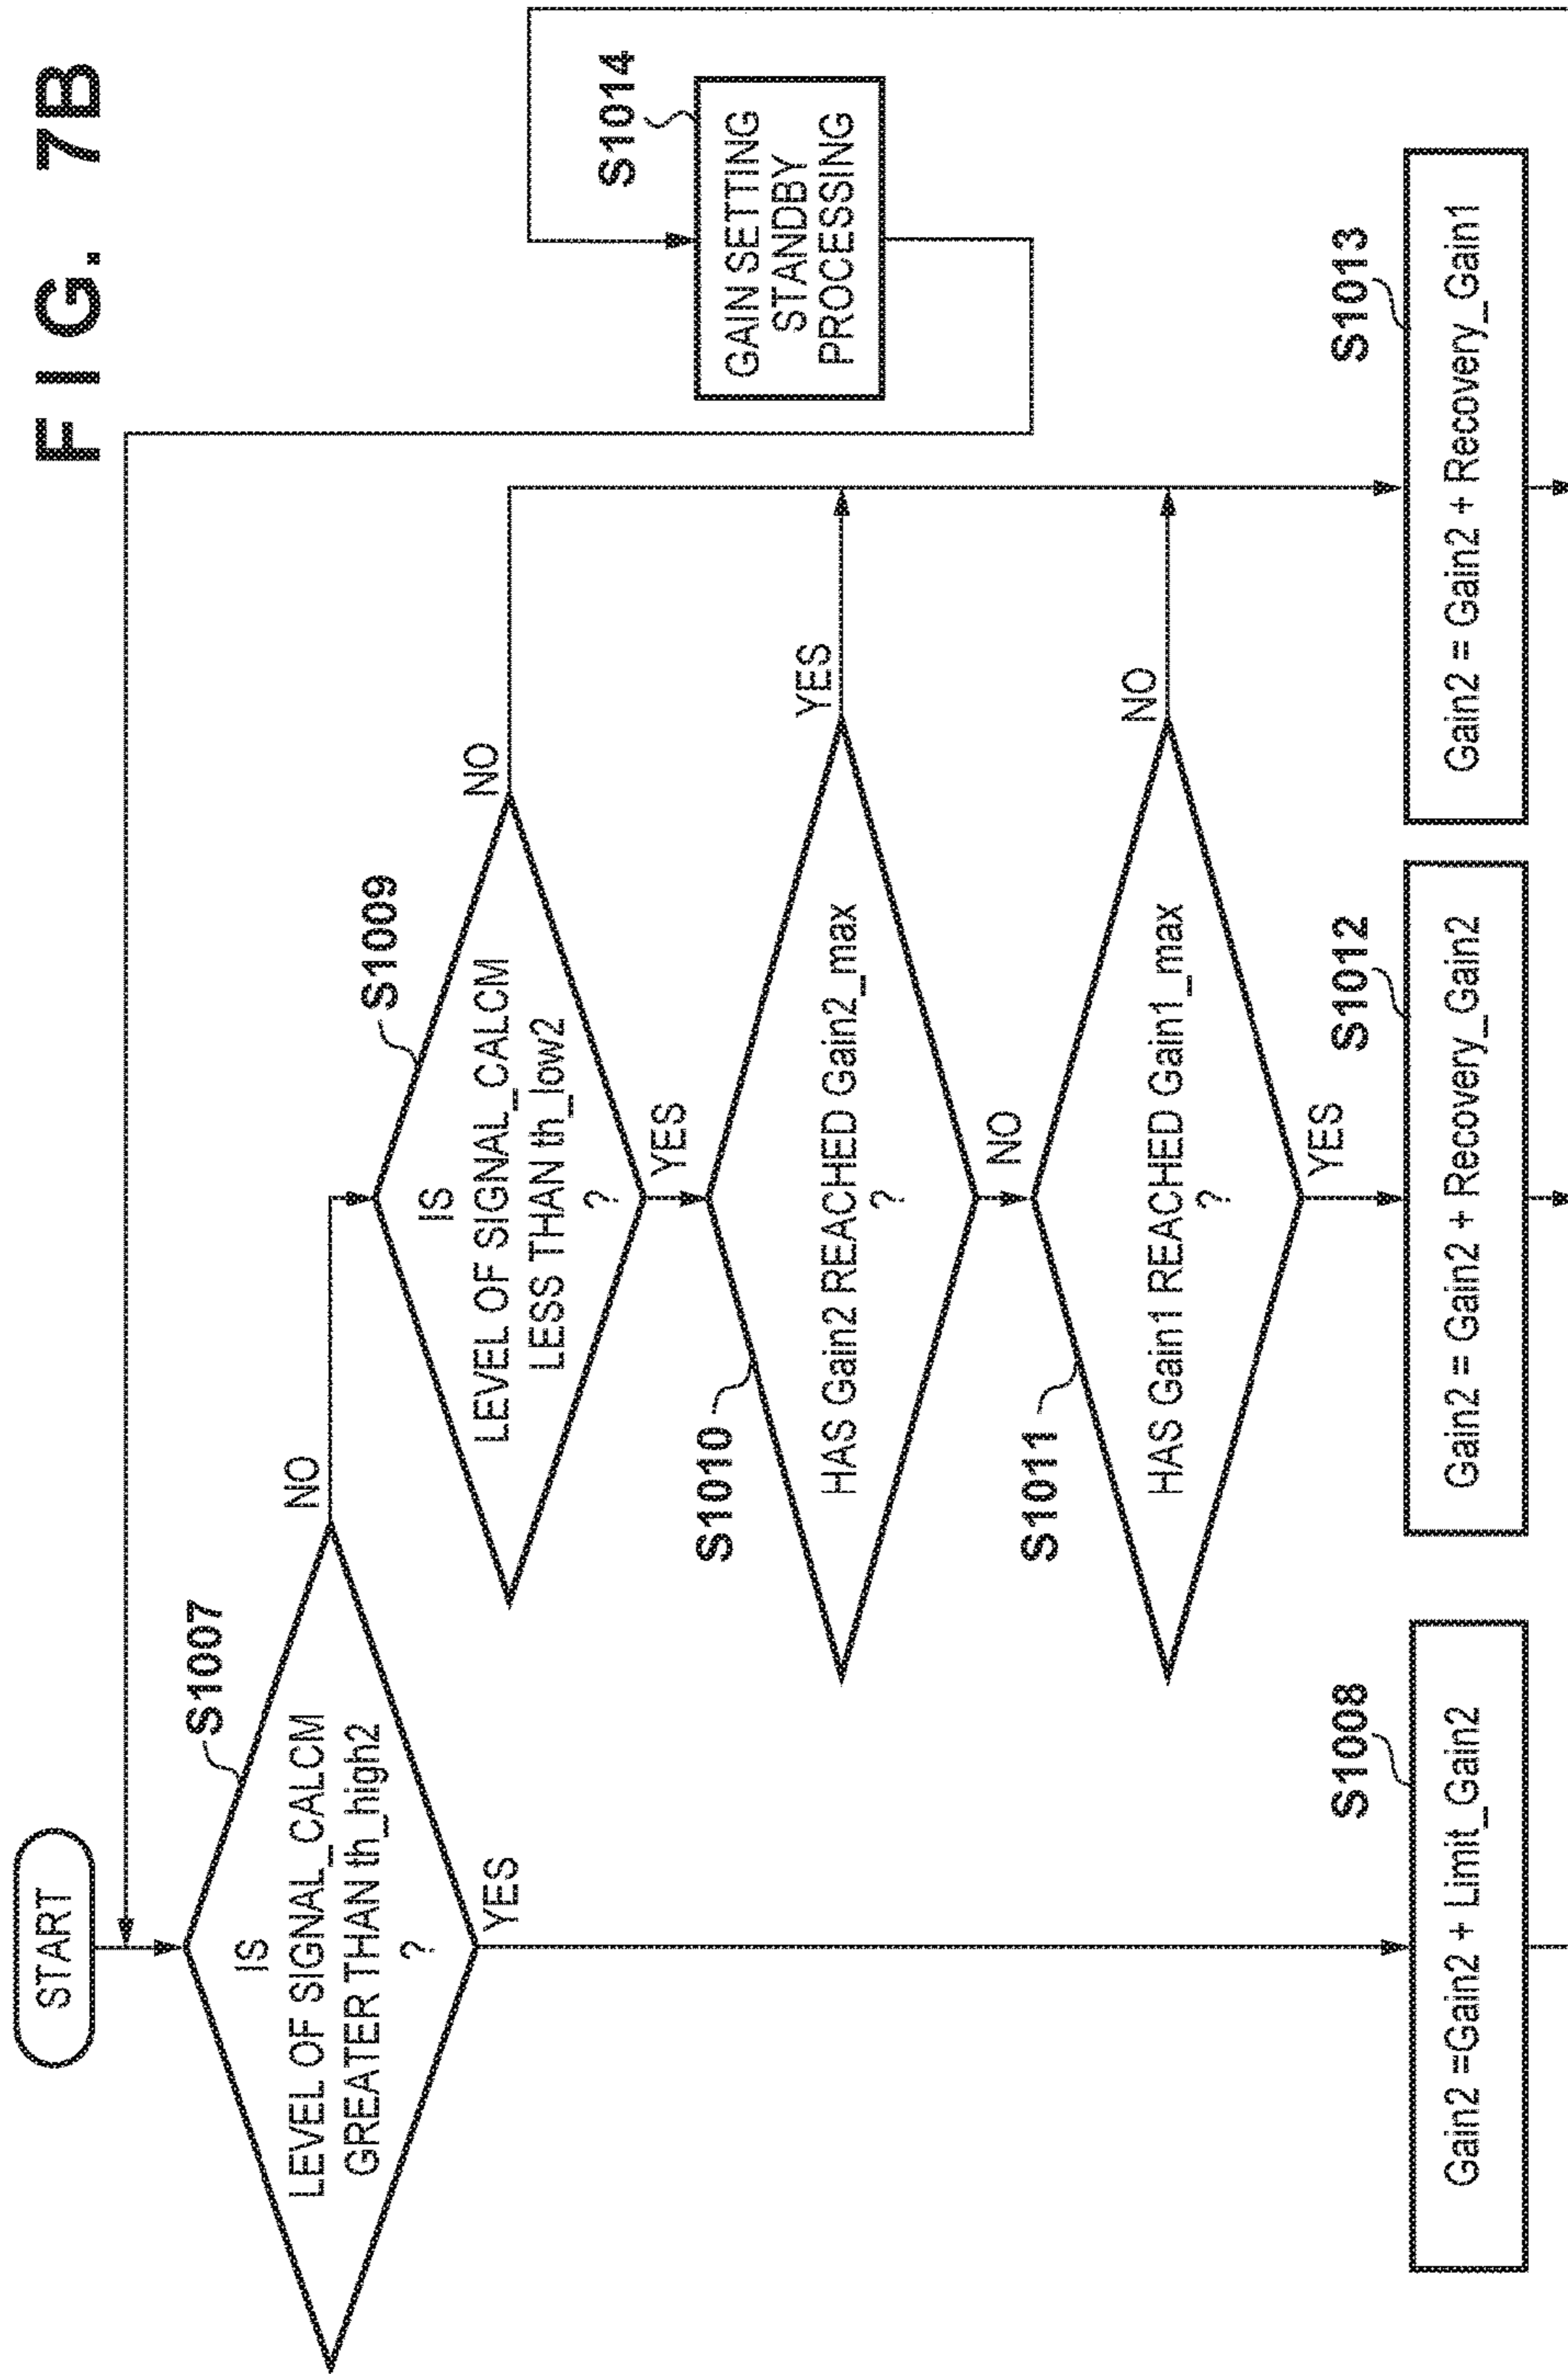 FIG. 7B
START
S1007
IS
LEVEL OF SIGNAL_CALCM
GREATER THAN th_high2
?
NO
YES
S1009
IS
LEVEL OF SIGNAL_CALCM
LESS THAN th_low2
?
NO
YES
S1010
HAS Gain2 REACHED Gain2_max
?
YES
NO
S1011
HAS Gain1 REACHED Gain1_max
?
NO
YES
S1014
GAIN SETTING
STANDBY
PROCESSING
S1008
Gain2 =Gain2 + Limit_Gain2
S1012
Gain2 = Gain2 + Recovery_Gain2
S1013
Gain2 = Gain2 + Recovery_Gain1